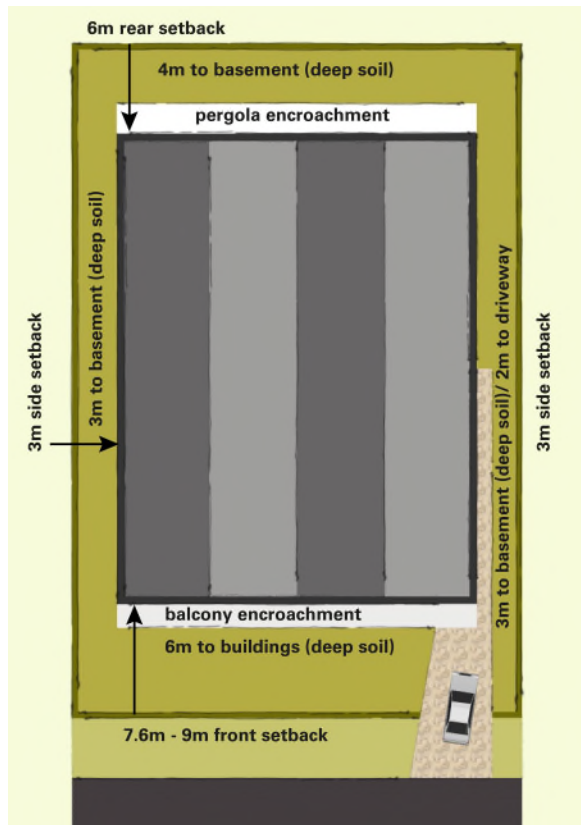 6m rear setback
4m to basement (deep soil)
pergola encroachment
3m side setback
3m to basement (deep soil)
3m to basement (deep soil)/ 2m to driveway
3m side setback
balcony encroachment
6m to buildings (deep soil)
7.6m - 9m front setback